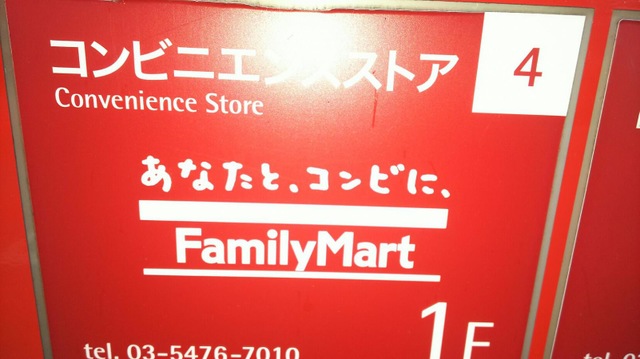 コンビニエンスストア
4
Convenience Store
あなたと、コンビに、
FamilyMart
1F
tel. 03-5476-7010